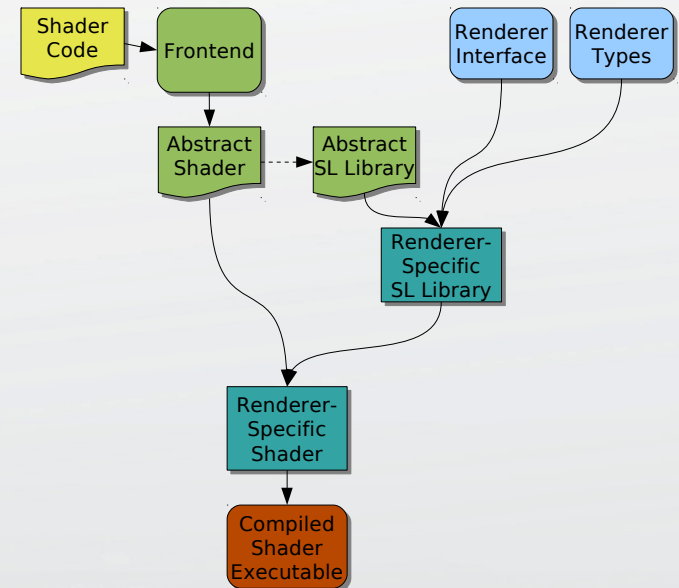 Shader
Code
Frontend
Renderer
Interface
Renderer
Types
Abstract
Shader
Abstract
SL Library
Renderer-
Specific
SL Library
Renderer-
Specific
Shader
Compiled
Shader
Executable